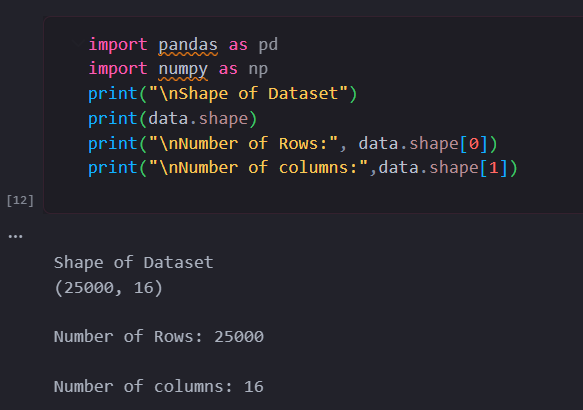 import pandas as pd
import numpy as np
print("\nShape of Dataset")
print(data.shape)
print("\nNumber of Rows:", data.shape[0])
print("\nNumber of columns:",data.shape[1])
[12]
...
Shape of Dataset
(25000, 16)
Number of Rows: 25000
Number of columns: 16